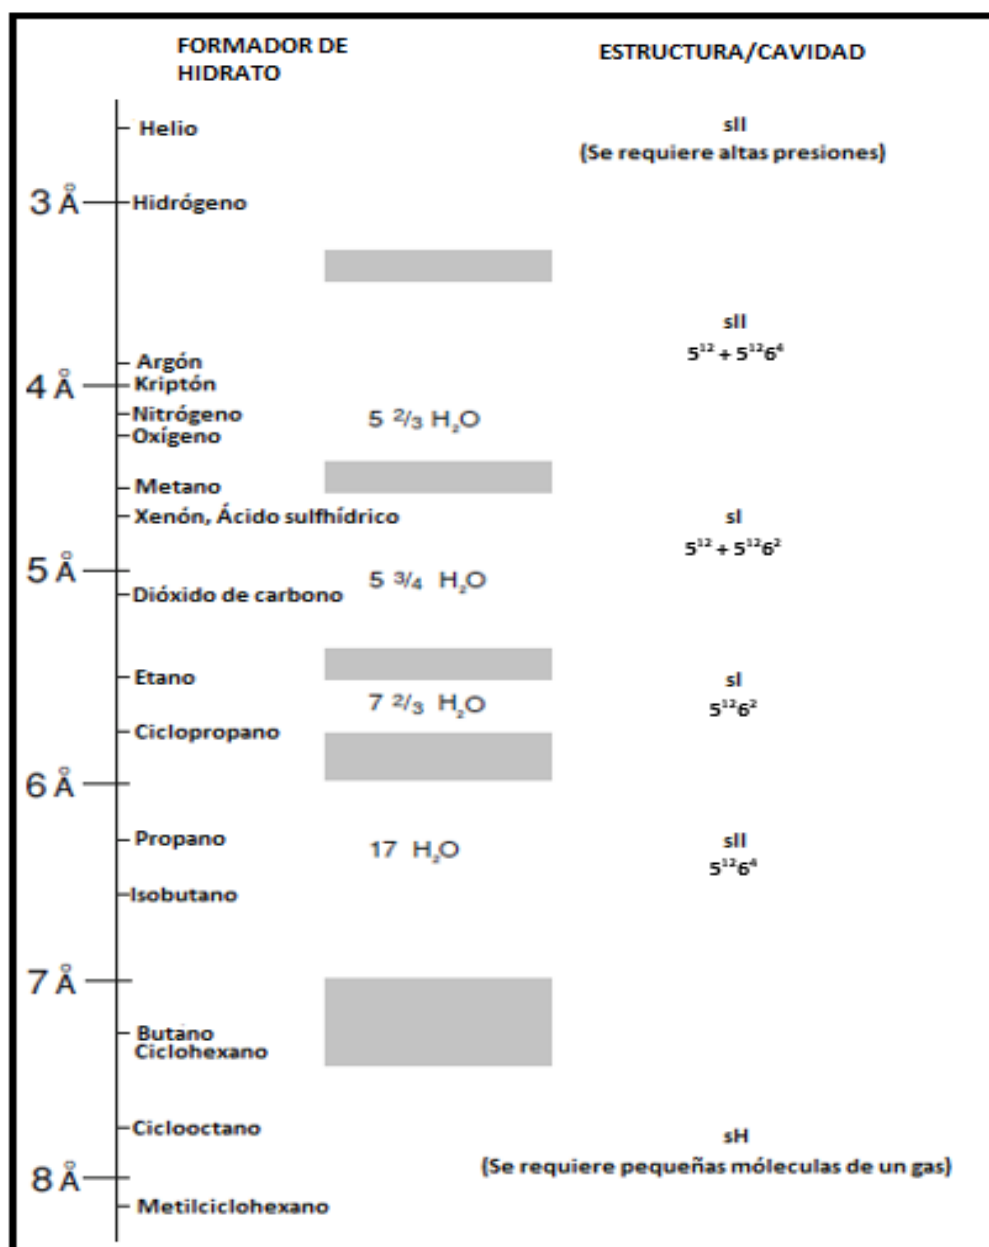 FORMADOR DE
HIDRATO
ESTRUCTURA/CAVIDAD
Helio
sII
(Se requiere altas presiones)
3 Å
Hidrógeno
sII
5¹² + 5¹²6⁴
Argón
4 Å
Kriptón
Nitrógeno
5 2/3 H₂O
Oxígeno
Metano
Xenón, Ácido sulfhídrico
sI
5¹² + 5¹²6²
5 Å
5 3/4 H₂O
Dióxido de carbono
Etano
sI
7 2/3 H₂O
5¹²6²
Ciclopropano
6 Å
Propano
17 H₂O
sII
5¹²6⁴
Isobutano
7 Å
Butano
Ciclohexano
Ciclooctano
sH
(Se requiere pequeñas móleculas de un gas)
8 Å
Metilciclohexano